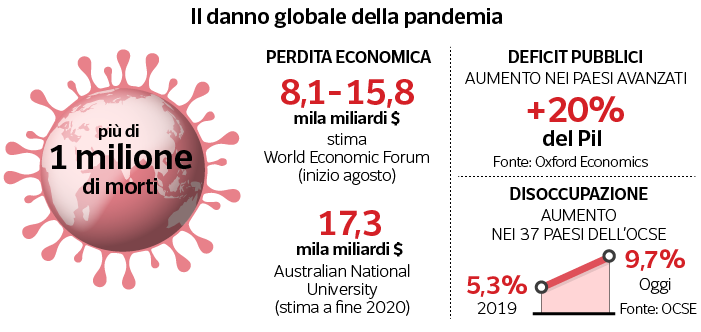 Il danno globale della pandemia
più di
1 milione
di morti
PERDITA ECONOMICA
8,1-15,8
mila miliardi $
stima
World Economic Forum
(inizio agosto)
17,3
mila miliardi $
Australian National
University
(stima a fine 2020)
DEFICIT PUBBLICI
AUMENTO NEI PAESI AVANZATI
+20%
del Pil
Fonte: Oxford Economics
DISOCCUPAZIONE
AUMENTO
NEI 37 PAESI DELL'OCSE
5,3%
2019
9,7%
Oggi
Fonte: OCSE